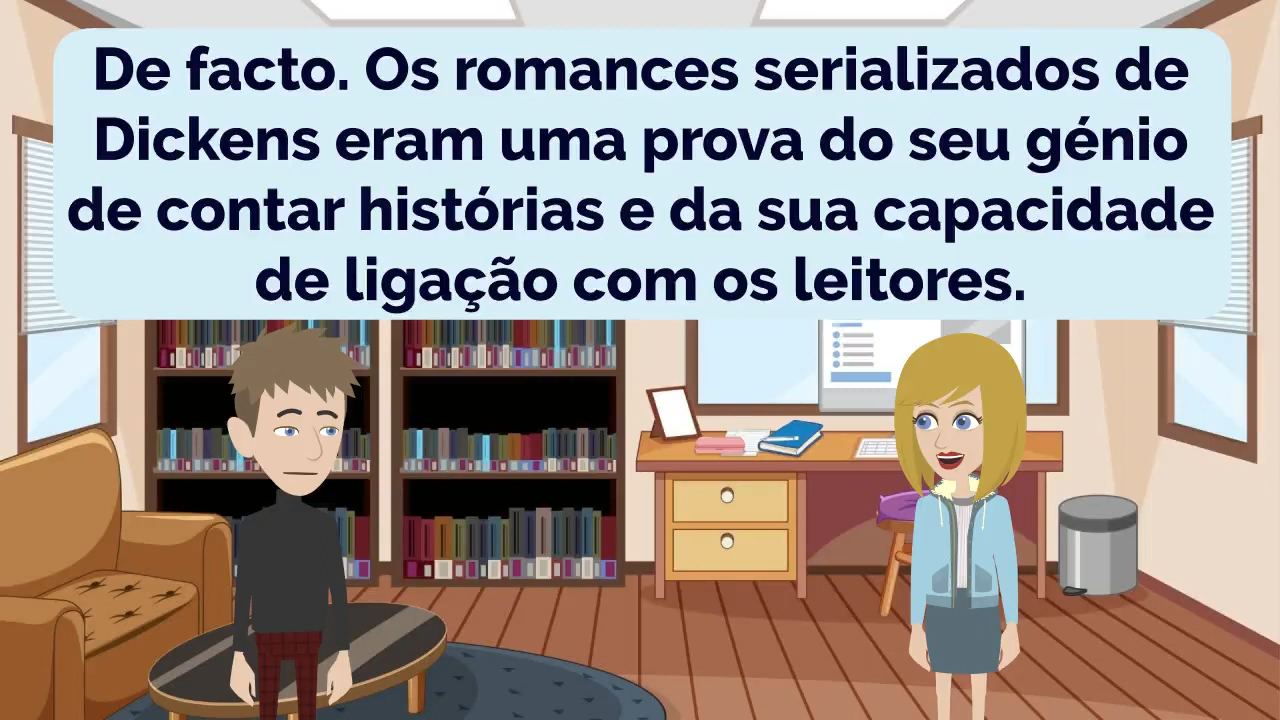 De facto. Os romances serializados de
Dickens eram uma prova do seu génio
de contar histórias e da sua capacidade
de ligação com os leitores.